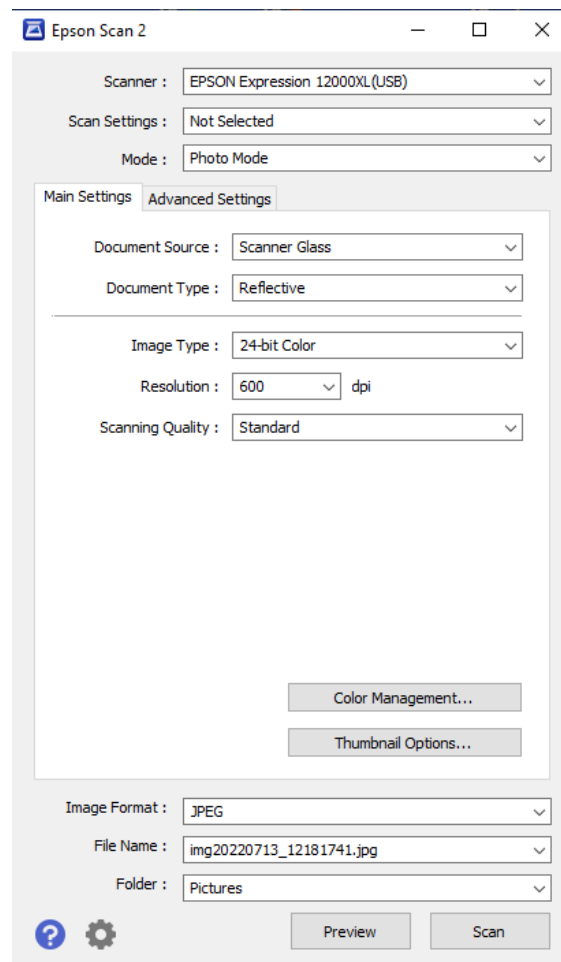 Epson Scan 2
Scanner : EPSON Expression 12000XL(USB)
Scan Settings : Not Selected
Mode : Photo Mode
Main Settings Advanced Settings
Document Source : Scanner Glass
Document Type : Reflective
Image Type : 24-bit Color
Resolution : 600 dpi
Scanning Quality : Standard
Color Management...
Thumbnail Options...
Image Format : JPEG
File Name : img20220713_12181741.jpg
Folder : Pictures
? Preview Scan